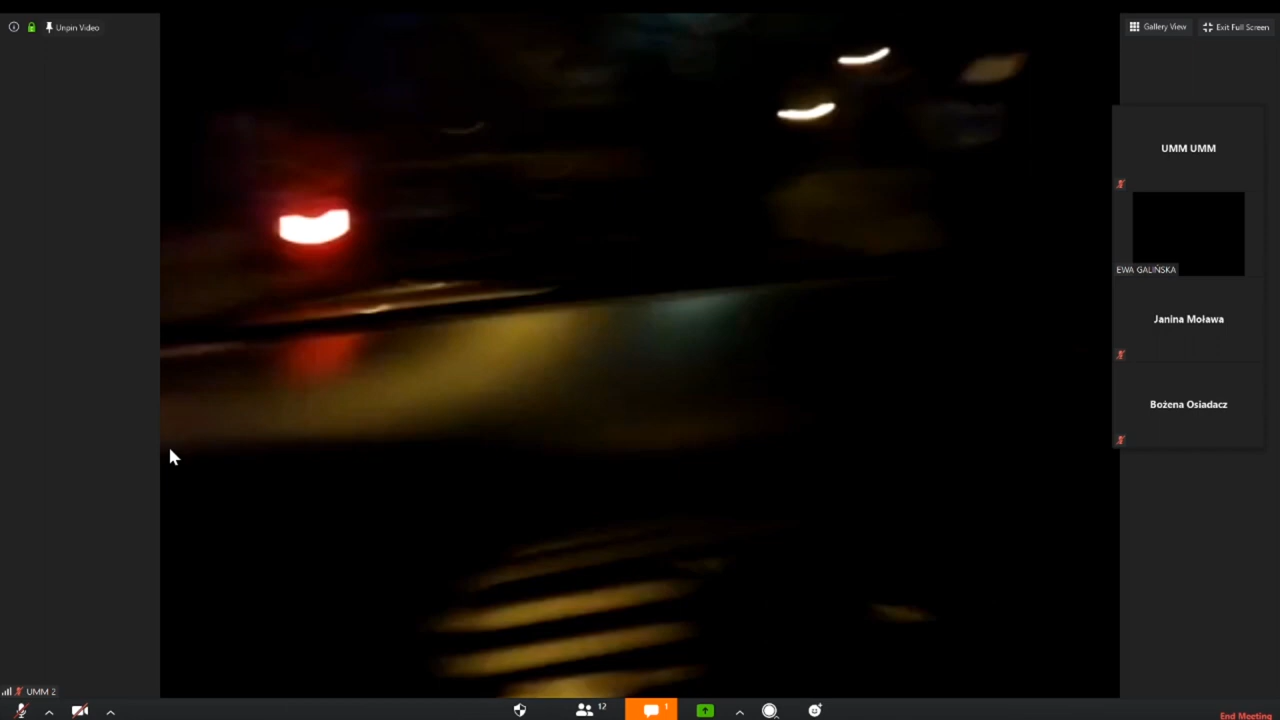 Unpin Video
Gallery View
Exit Full Screen
UMM UMM
EWA GALIŃSKA
Janina Moława
Bożena Osiadacz
UMM 2
12
1
End Meeting